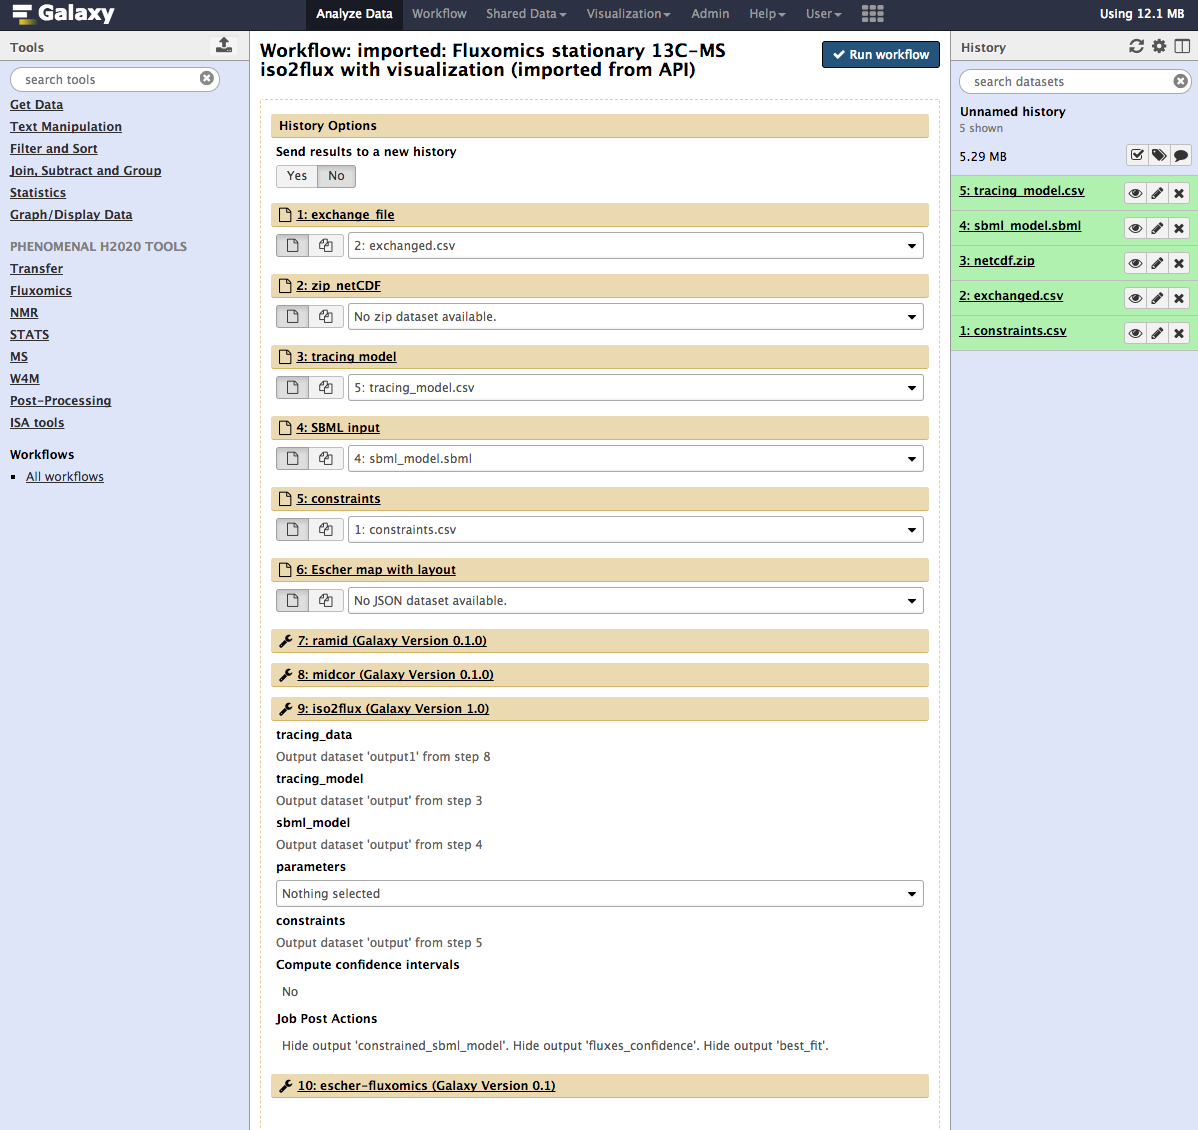 Galaxy
Analyze Data Workflow Shared Data Visualization Admin Help User
Using 12.1 MB
Tools
search tools
Get Data
Text Manipulation
Filter and Sort
Join, Subtract and Group
Statistics
Graph/Display Data
PHENOMENAL H2020 TOOLS
Transfer
Fluxomics
NMR
STATS
MS
W4M
Post-Processing
ISA tools
Workflows
All workflows
Workflow: imported: Fluxomics stationary 13C-MS
iso2flux with visualization (imported from API)
Run workflow
History Options
Send results to a new history
Yes No
1: exchange_file
2: exchanged.csv
2: zip_netCDF
No zip dataset available.
3: tracing model
5: tracing_model.csv
4: SBML input
4: sbml_model.sbml
5: constraints
1: constraints.csv
6: Escher map with layout
No JSON dataset available.
7: ramid (Galaxy Version 0.1.0)
8: midcor (Galaxy Version 0.1.0)
9: iso2flux (Galaxy Version 1.0)
tracing_data
Output dataset 'output1' from step 8
tracing_model
Output dataset 'output' from step 3
sbml_model
Output dataset 'output' from step 4
parameters
Nothing selected
constraints
Output dataset 'output' from step 5
Compute confidence intervals
No
Job Post Actions
Hide output 'constrained_sbml_model'. Hide output 'fluxes_confidence'. Hide output 'best_fit'.
10: escher-fluxomics (Galaxy Version 0.1)
History
search datasets
Unnamed history
5 shown
5.29 MB
5: tracing_model.csv
4: sbml_model.sbml
3: netcdf.zip
2: exchanged.csv
1: constraints.csv